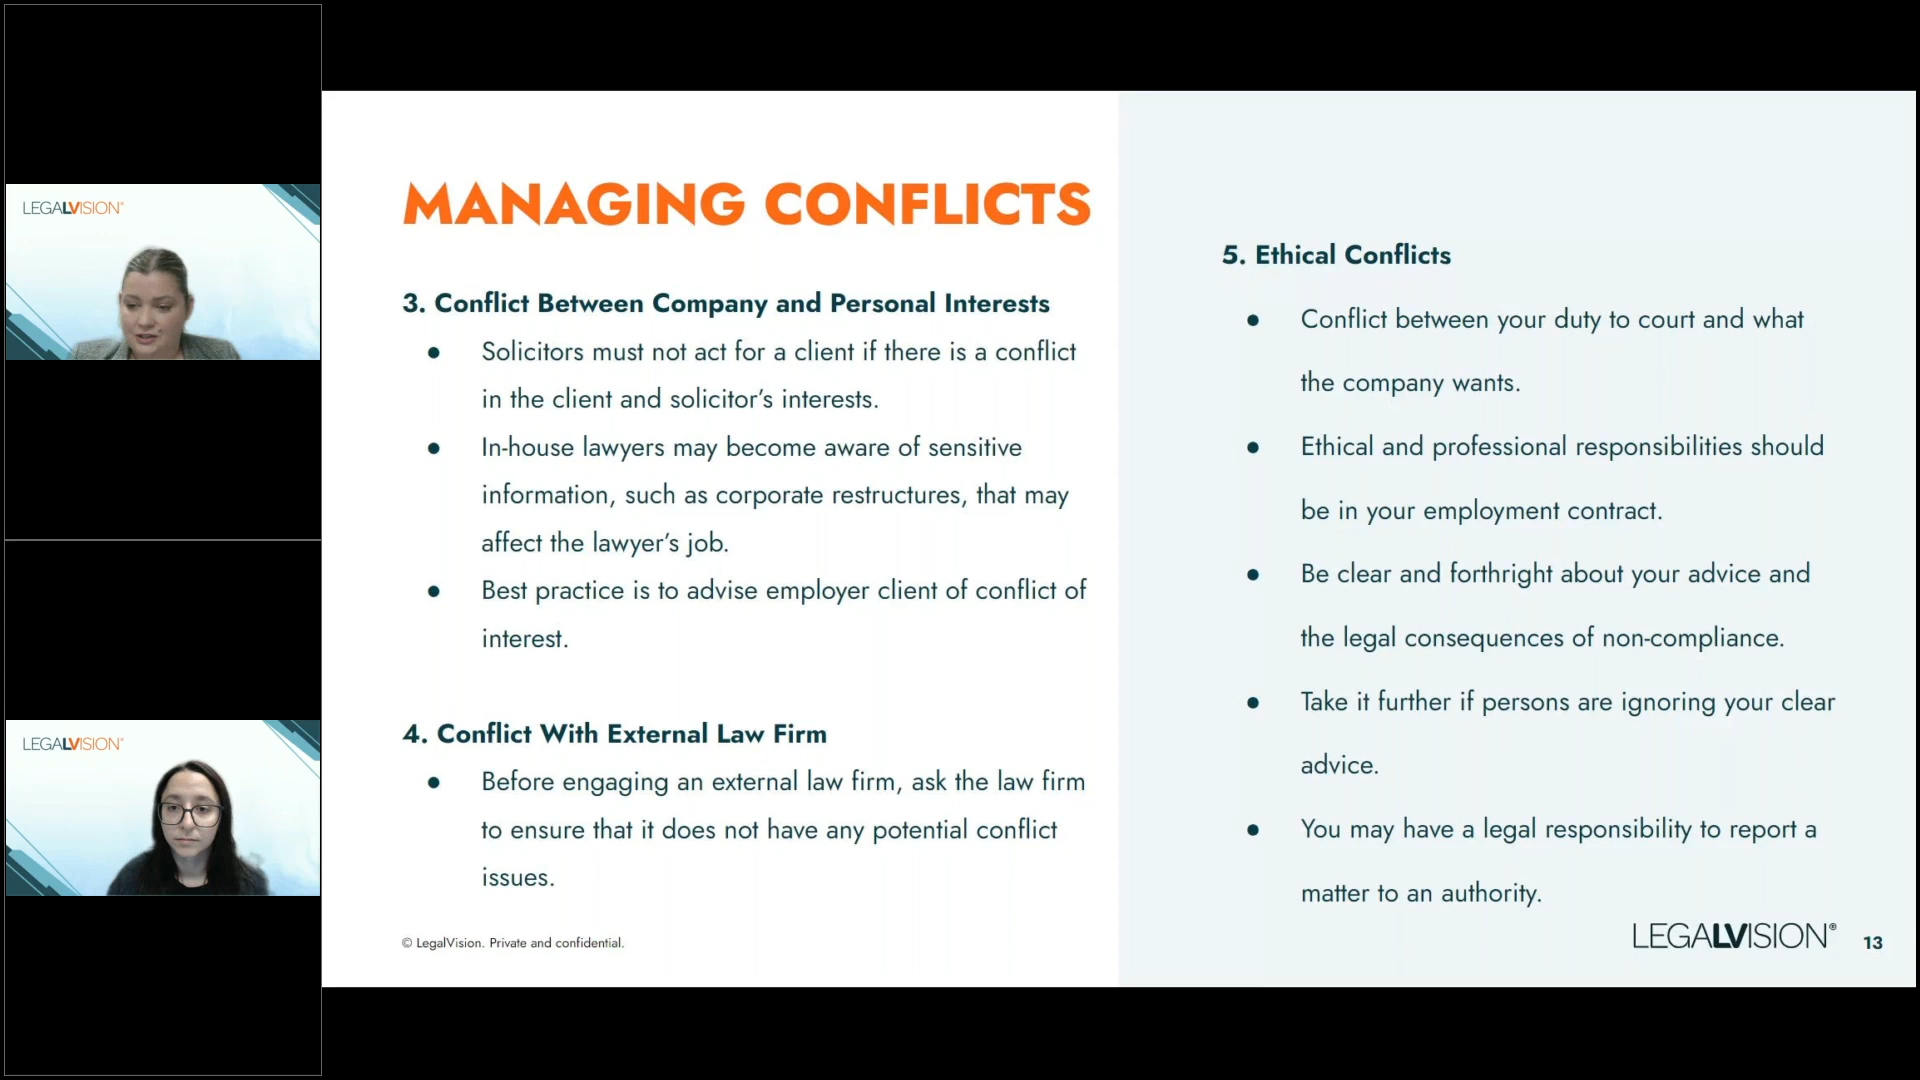 LEGALVISION®
LEGALVISION®
MANAGING CONFLICTS
3. Conflict Between Company and Personal Interests
● Solicitors must not act for a client if there is a conflict
in the client and solicitor’s interests.
● In-house lawyers may become aware of sensitive
information, such as corporate restructures, that may
affect the lawyer’s job.
● Best practice is to advise employer client of conflict of
interest.
4. Conflict With External Law Firm
● Before engaging an external law firm, ask the law firm
to ensure that it does not have any potential conflict
issues.
© LegalVision. Private and confidential.
5. Ethical Conflicts
● Conflict between your duty to court and what
the company wants.
● Ethical and professional responsibilities should
be in your employment contract.
● Be clear and forthright about your advice and
the legal consequences of non-compliance.
● Take it further if persons are ignoring your clear
advice.
● You may have a legal responsibility to report a
matter to an authority.
LEGALVISION®
13